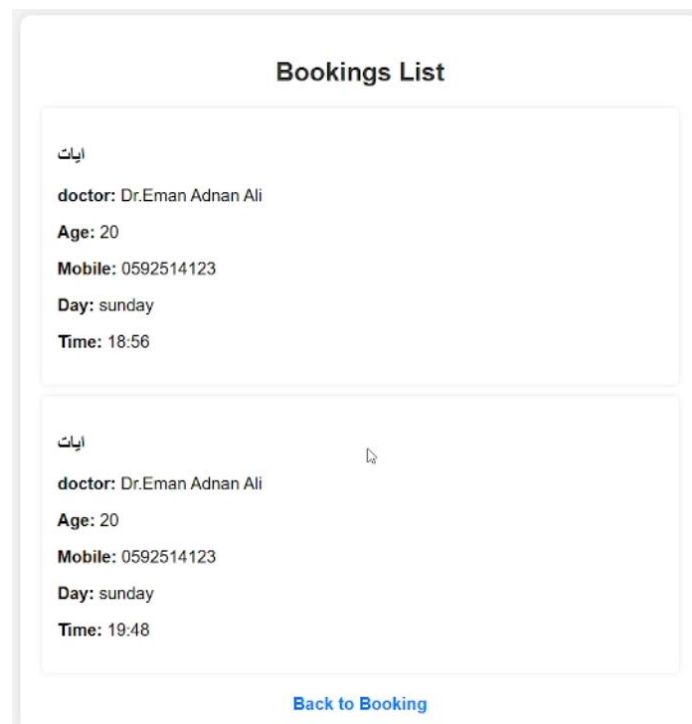 Bookings List
ايات
doctor: Dr.Eman Adnan Ali
Age: 20
Mobile: 0592514123
Day: sunday
Time: 18:56
ايات
doctor: Dr.Eman Adnan Ali
Age: 20
Mobile: 0592514123
Day: sunday
Time: 19:48
Back to Booking